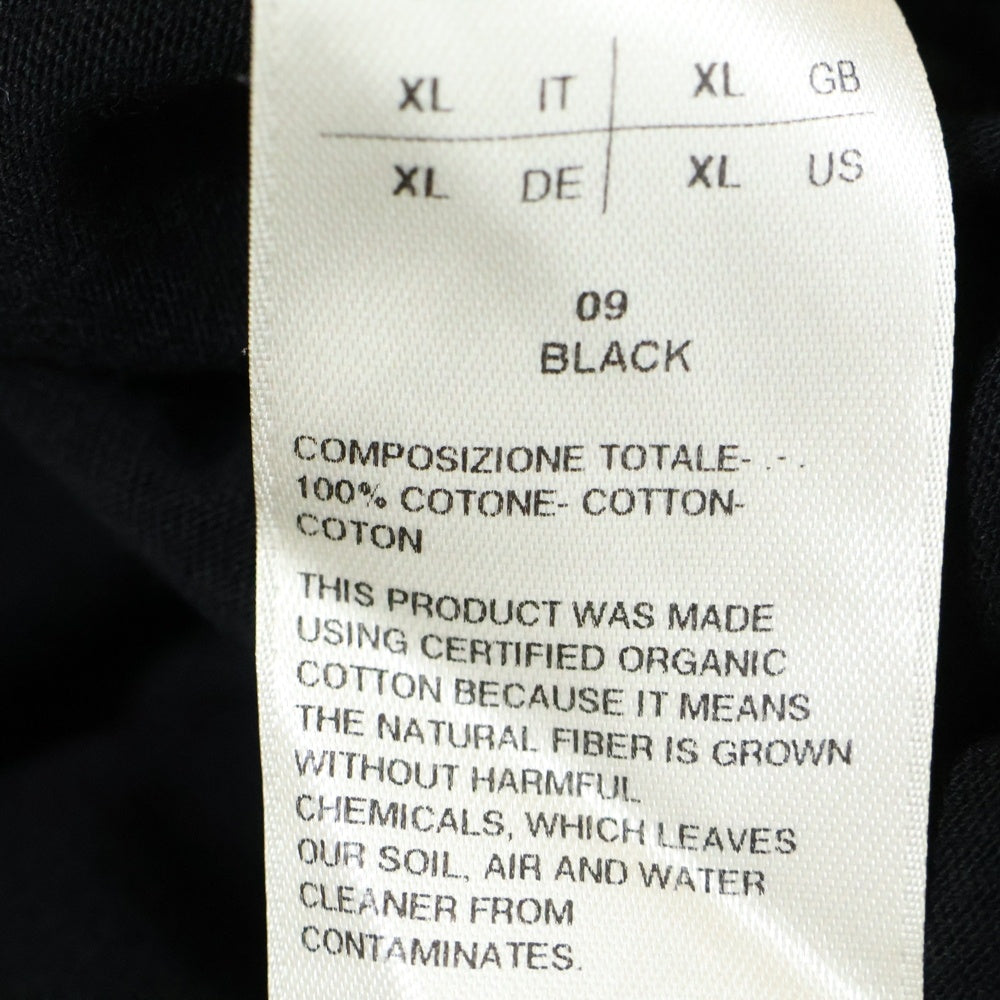 XL IT XL GB
XL DE XL US
09
BLACK
COMPOSIZIONE TOTALE- . - .
100% COTONE- COTTON-
COTON
THIS PRODUCT WAS MADE
USING CERTIFIED ORGANIC
COTTON BECAUSE IT MEANS
THE NATURAL FIBER IS GROWN
WITHOUT HARMFUL
CHEMICALS, WHICH LEAVES
OUR SOIL, AIR AND WATER
CLEANER FROM
CONTAMINATES.